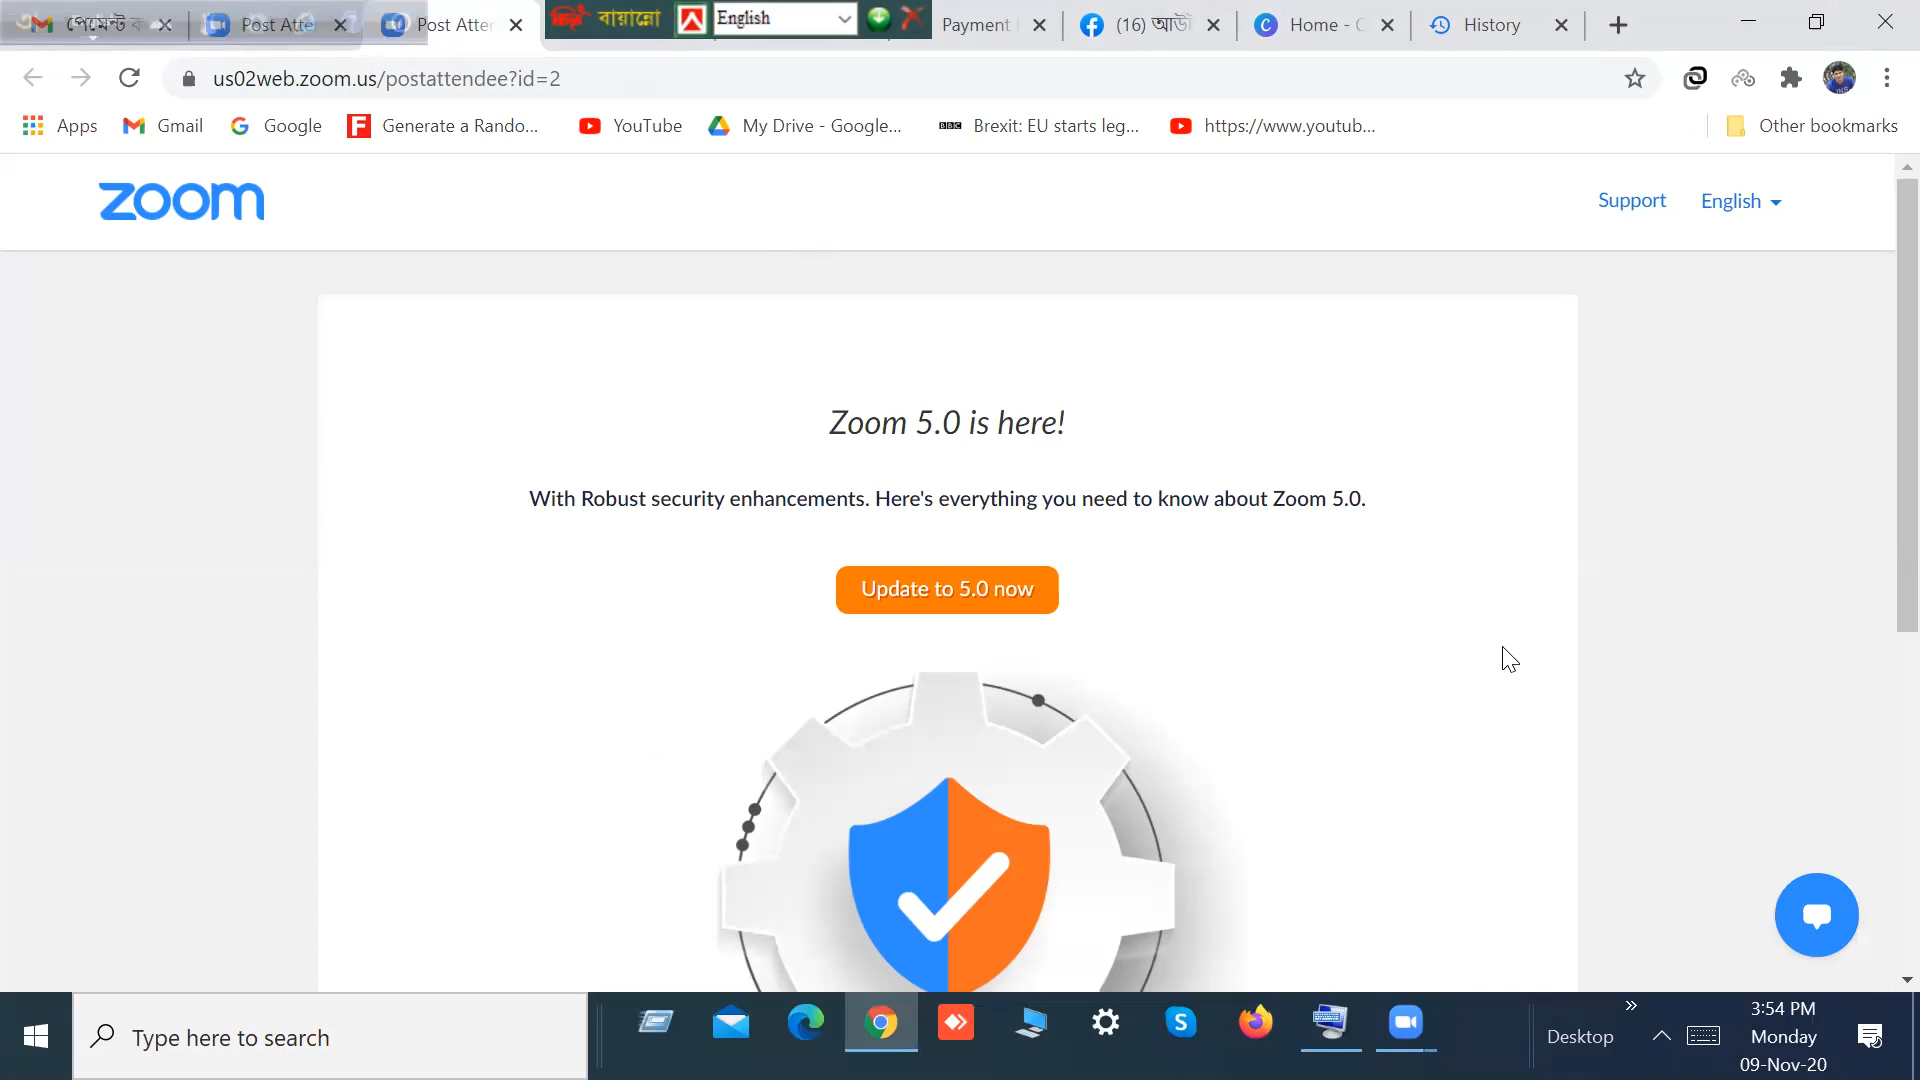 পেমেন্ট ব
Post Atte
Post Atter
বায়ান্নো
English
Payment
(16) আউ
Home - C
History
us02web.zoom.us/postattendee?id=2
Apps
Gmail
Google
Generate a Rando...
YouTube
My Drive - Google...
BBC
Brexit: EU starts leg...
https://www.youtub...
Other bookmarks
zoom
Support
English
Zoom 5.0 is here!
With Robust security enhancements. Here's everything you need to know about Zoom 5.0.
Update to 5.0 now
Type here to search
Desktop
3:54 PM
Monday
09-Nov-20